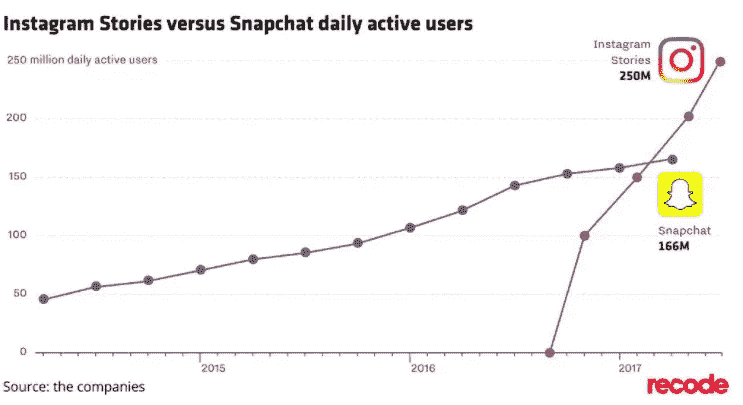 Instagram Stories versus Snapchat daily active users
250 million daily active users
Instagram
Stories
250M
200
150
Snapchat
166M
100
50
0
2015 2016 2017
Source: the companies
recode